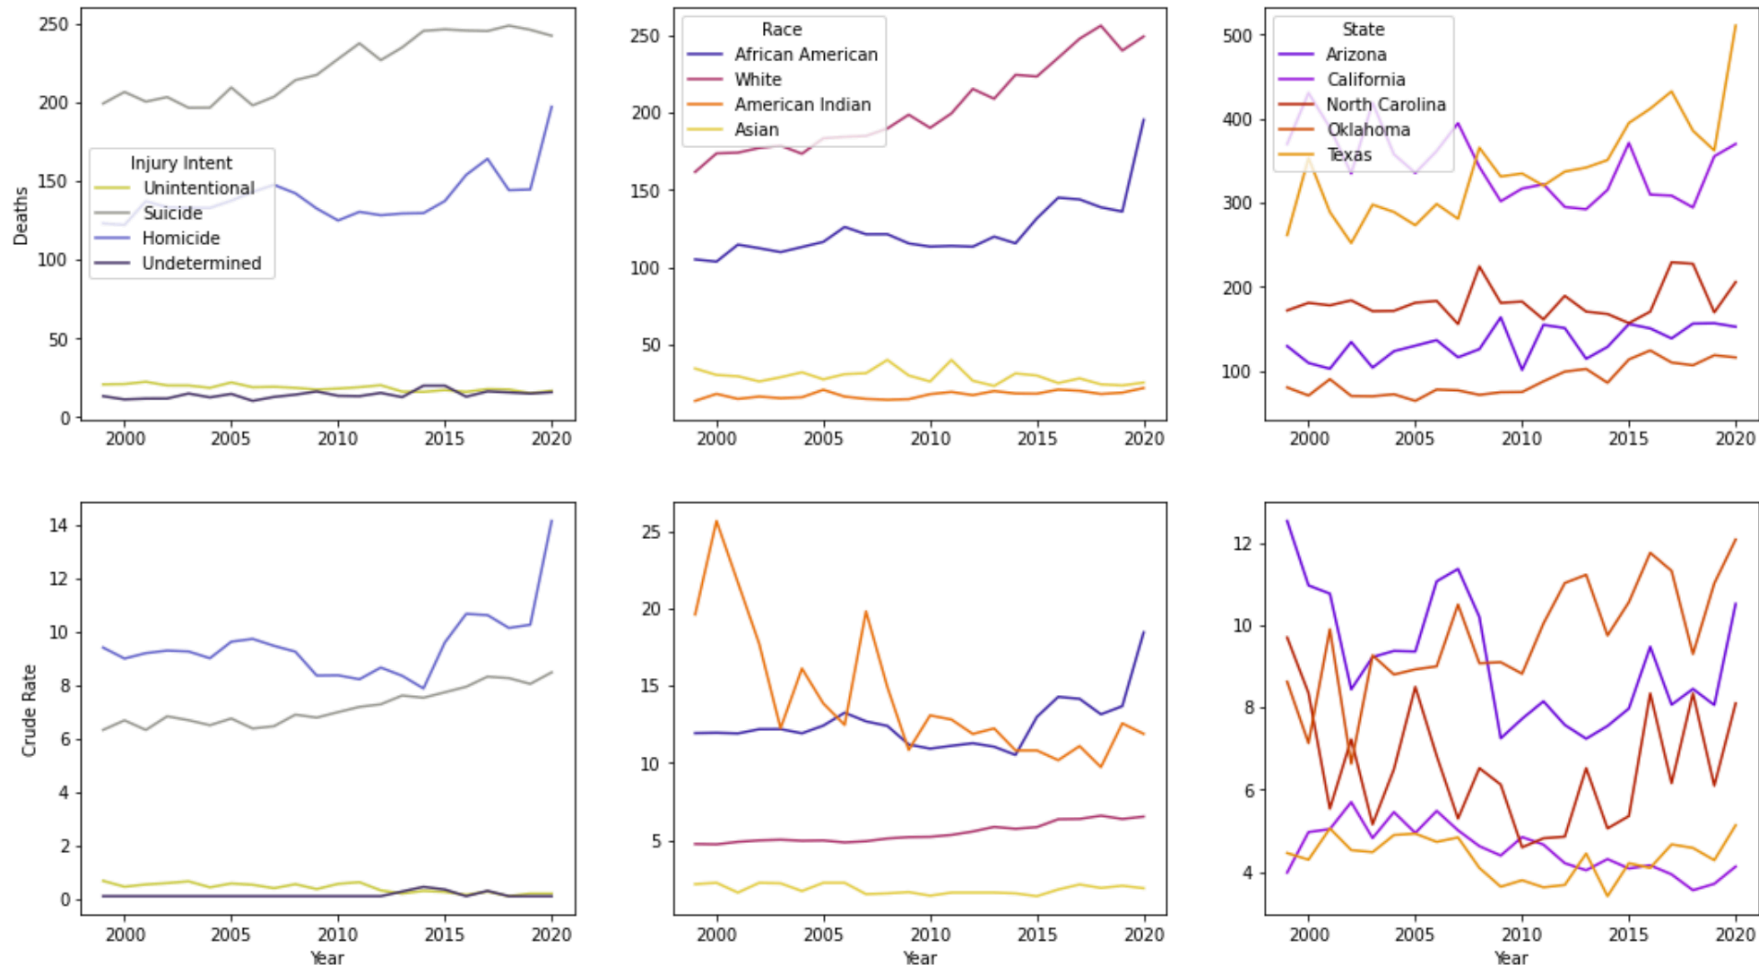 250
200
150
100
50
0
Deaths
Injury Intent
Unintentional
Suicide
Homicide
Undetermined
2000 2005 2010 2015 2020
250
200
150
100
50
Race
African American
White
American Indian
Asian
2000 2005 2010 2015 2020
500
400
300
200
100
State
Arizona
California
North Carolina
Oklahoma
Texas
2000 2005 2010 2015 2020
14
12
10
8
6
4
2
0
Crude Rate
2000 2005 2010 2015 2020
Year
25
20
15
10
5
2000 2005 2010 2015 2020
Year
12
10
8
6
4
2000 2005 2010 2015 2020
Year